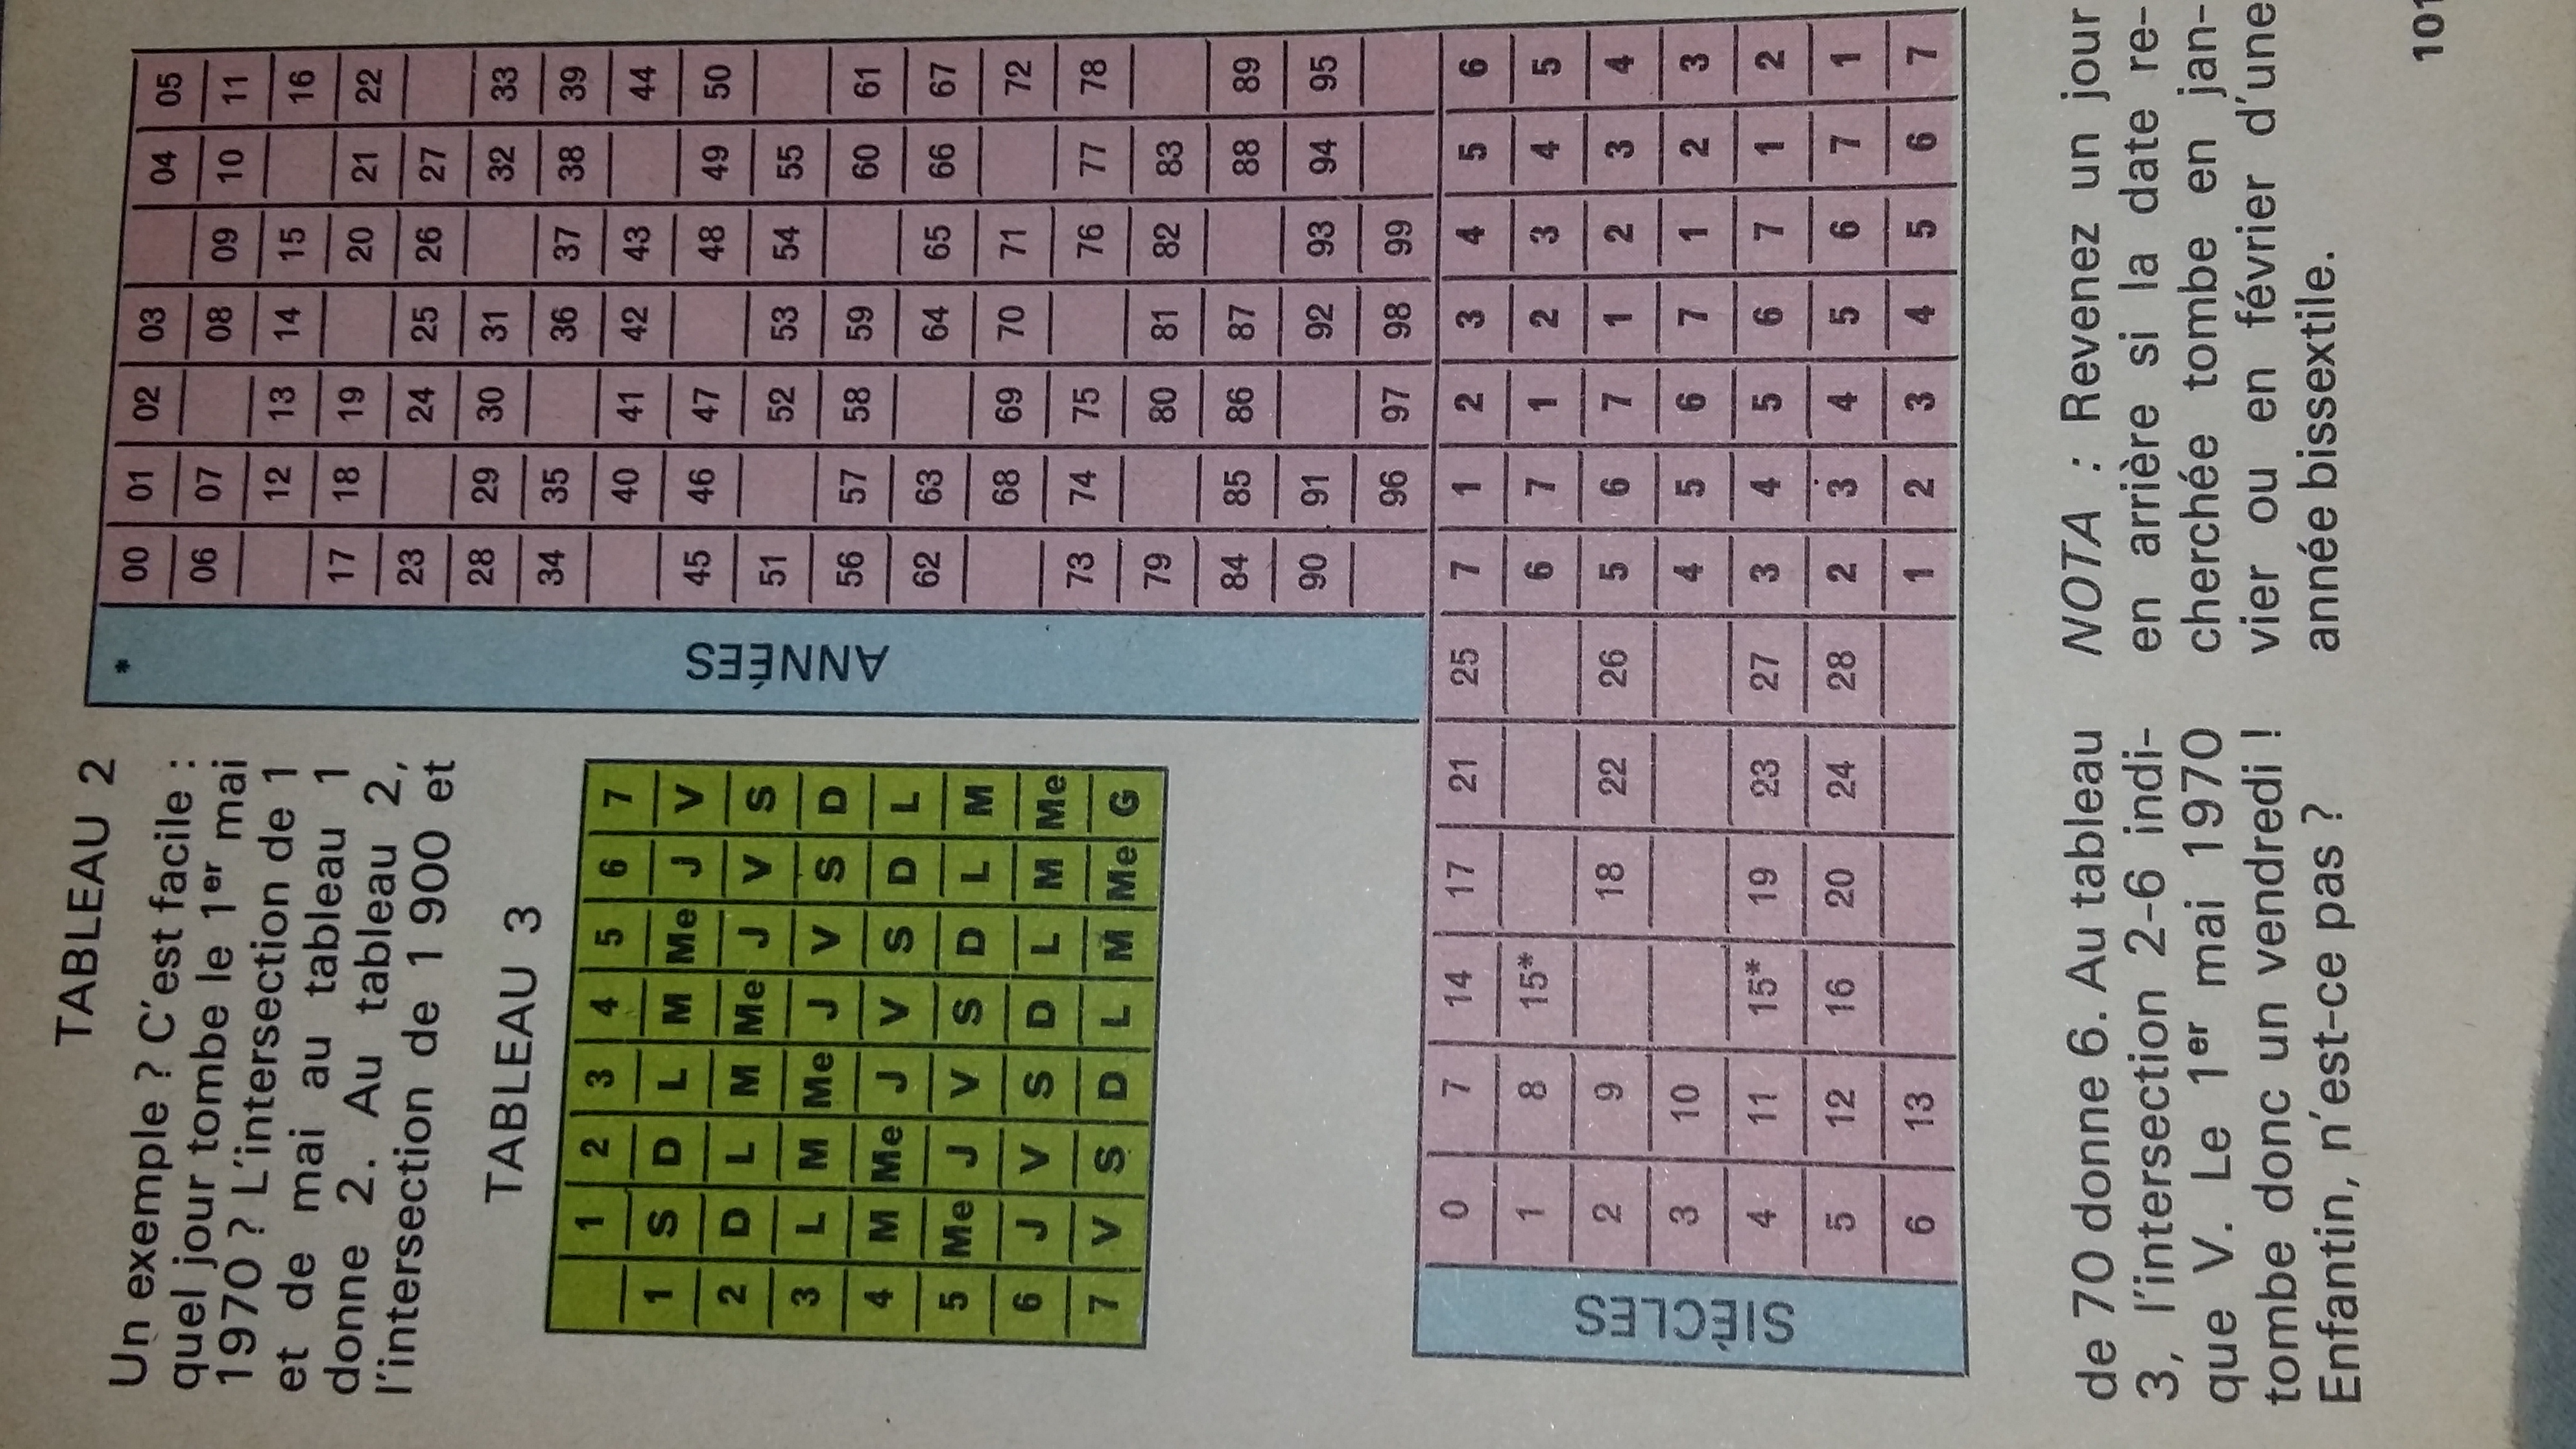 TABLEAU 2
Un exemple ? C'est facile :
quel jour tombe le 1er mai
1970 ? L'intersection de 1
et de mai au tableau 1
donne 2. Au tableau 2,
l'intersection de 1 900 et
TABLEAU 3
1 2 3 4 5 6 7
1 S D L M Me J V
2 D L M Me J V S
3 L M Me J V S D
4 M Me J V S D L
5 Me J V S D L M
6 J V S D L M Me
7 V S D L M Me G
*
ANNÉES
00 01 02 03 04 05
06 07 08 09 10 11
12 13 14 15 16
17 18 19 20 21 22
23 24 25 26 27
28 29 30 31 32 33
34 35 36 37 38 39
40 41 42 43 44
45 46 47 48 49 50
51 52 53 54 55
56 57 58 59 60 61
62 63 64 65 66 67
68 69 70 71 72
73 74 75 76 77 78
79 80 81 82 83
84 85 86 87 88 89
90 91 92 93 94 95
96 97 98 99
SIÈCLES
0 7 14 17 21 25 7 1 2 3 4 5 6
1 8 15* 6 7 1 2 3 4 5
2 9 18 22 26 5 6 7 1 2 3 4
3 10 4 5 6 7 1 2 3
4 11 15* 19 23 27 3 4 5 6 7 1 2
5 12 16 20 24 28 2 3 4 5 6 7 1
6 13 1 2 3 4 5 6 7
de 70 donne 6. Au tableau
3, l'intersection 2-6 indi-
que V. Le 1er mai 1970
tombe donc un vendredi !
Enfantin, n'est-ce pas ?
NOTA : Revenez un jour
en arrière si la date re-
cherchée tombe en jan-
vier ou en février d'une
année bissextile.
101